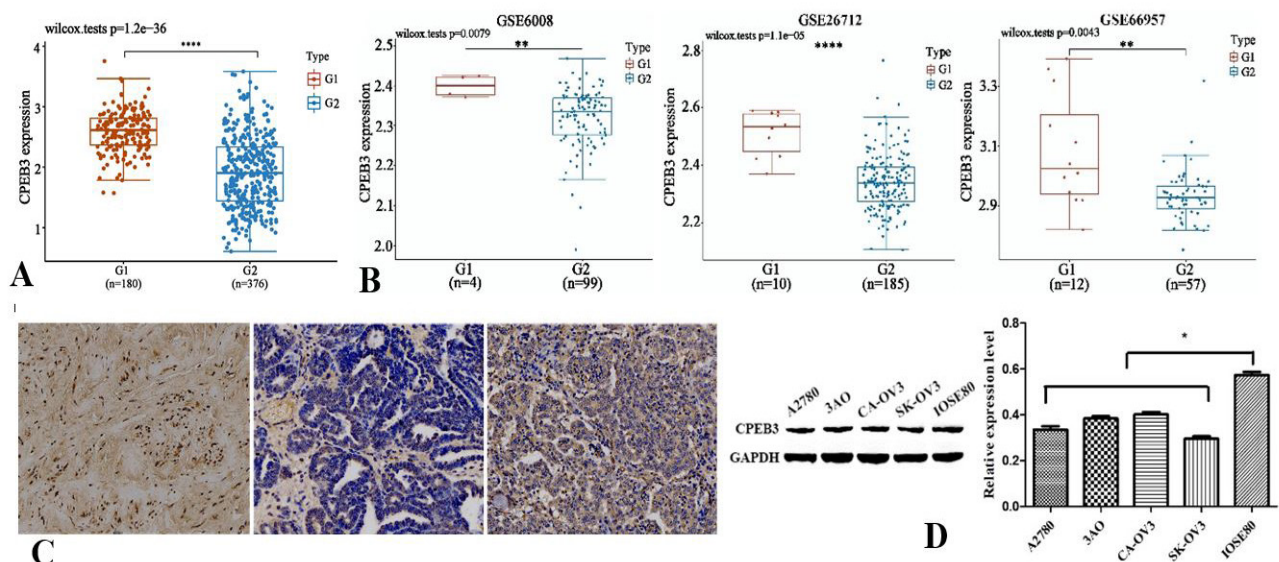 wilcox.tests p=1.2e−36
****
Type
G1
G2
CPEB3 expression
4
3
2
1
G1
(n=180)
G2
(n=376)
A
GSE6008
wilcox.tests p=0.0079
**
Type
G1
G2
CPEB3 expression
2.5
2.4
2.3
2.2
2.1
2.0
G1
(n=4)
G2
(n=99)
B
GSE26712
wilcox.tests p=1.1e−05
****
Type
G1
G2
CPEB3 expression
2.8
2.6
2.4
2.2
G1
(n=10)
G2
(n=185)
GSE66957
wilcox.tests p=0.0043
**
Type
G1
G2
CPEB3 expression
3.3
3.1
2.9
G1
(n=12)
G2
(n=57)
C
A2780 3AO CA-OV3 SK-OV3 IOSE80
CPEB3
GAPDH
D
Relative expression level
0.8
0.6
0.4
0.2
0.0
*
A2780
3AO
CA-OV3
SK-OV3
IOSE80